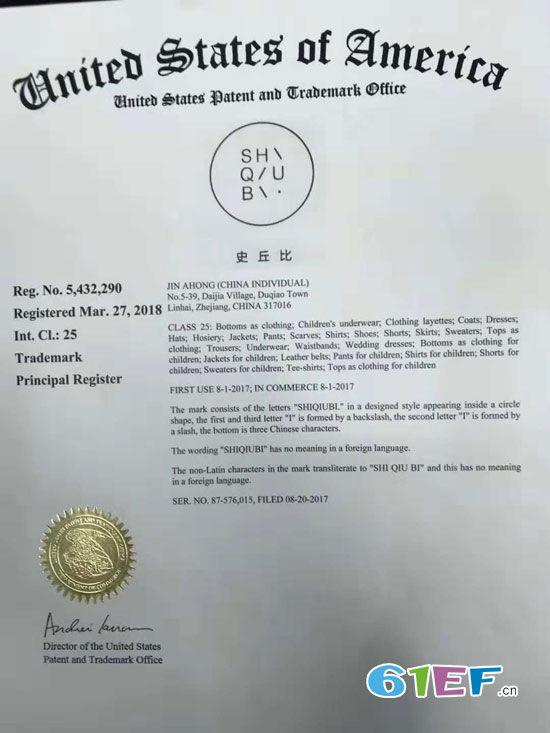 United States of America
United States Patent and Trademark Office
SH\
Q/U
B\.
史丘比
Reg. No. 5,432,290
Registered Mar. 27, 2018
Int. Cl.: 25
Trademark
Principal Register
JIN AHONG (CHINA INDIVIDUAL)
No.5-39, Daijia Village, Duqiao Town
Linhai, Zhejiang, CHINA 317016
CLASS 25: Bottoms as clothing; Children's underwear; Clothing layettes; Coats; Dresses;
Hats; Hosiery; Jackets; Pants; Scarves; Shirts; Shoes; Shorts; Skirts; Sweaters; Tops as
clothing; Trousers; Underwear; Waistbands; Wedding dresses; Bottoms as clothing for
children; Jackets for children; Leather belts; Pants for children; Shirts for children; Shorts for
children; Sweaters for children; Tee-shirts; Tops as clothing for children
FIRST USE 8-1-2017; IN COMMERCE 8-1-2017
The mark consists of the letters "SHIQIUBI." in a designed style appearing inside a circle
shape, the first and third letter "I" is formed by a backslash, the second letter "I" is formed by
a slash, the bottom is three Chinese characters.
The wording "SHIQIUBI" has no meaning in a foreign language.
The non-Latin characters in the mark transliterate to "SHI QIU BI" and this has no meaning
in a foreign language.
SER. NO. 87-576,015, FILED 08-20-2017
Director of the United States
Patent and Trademark Office
61EF.cn